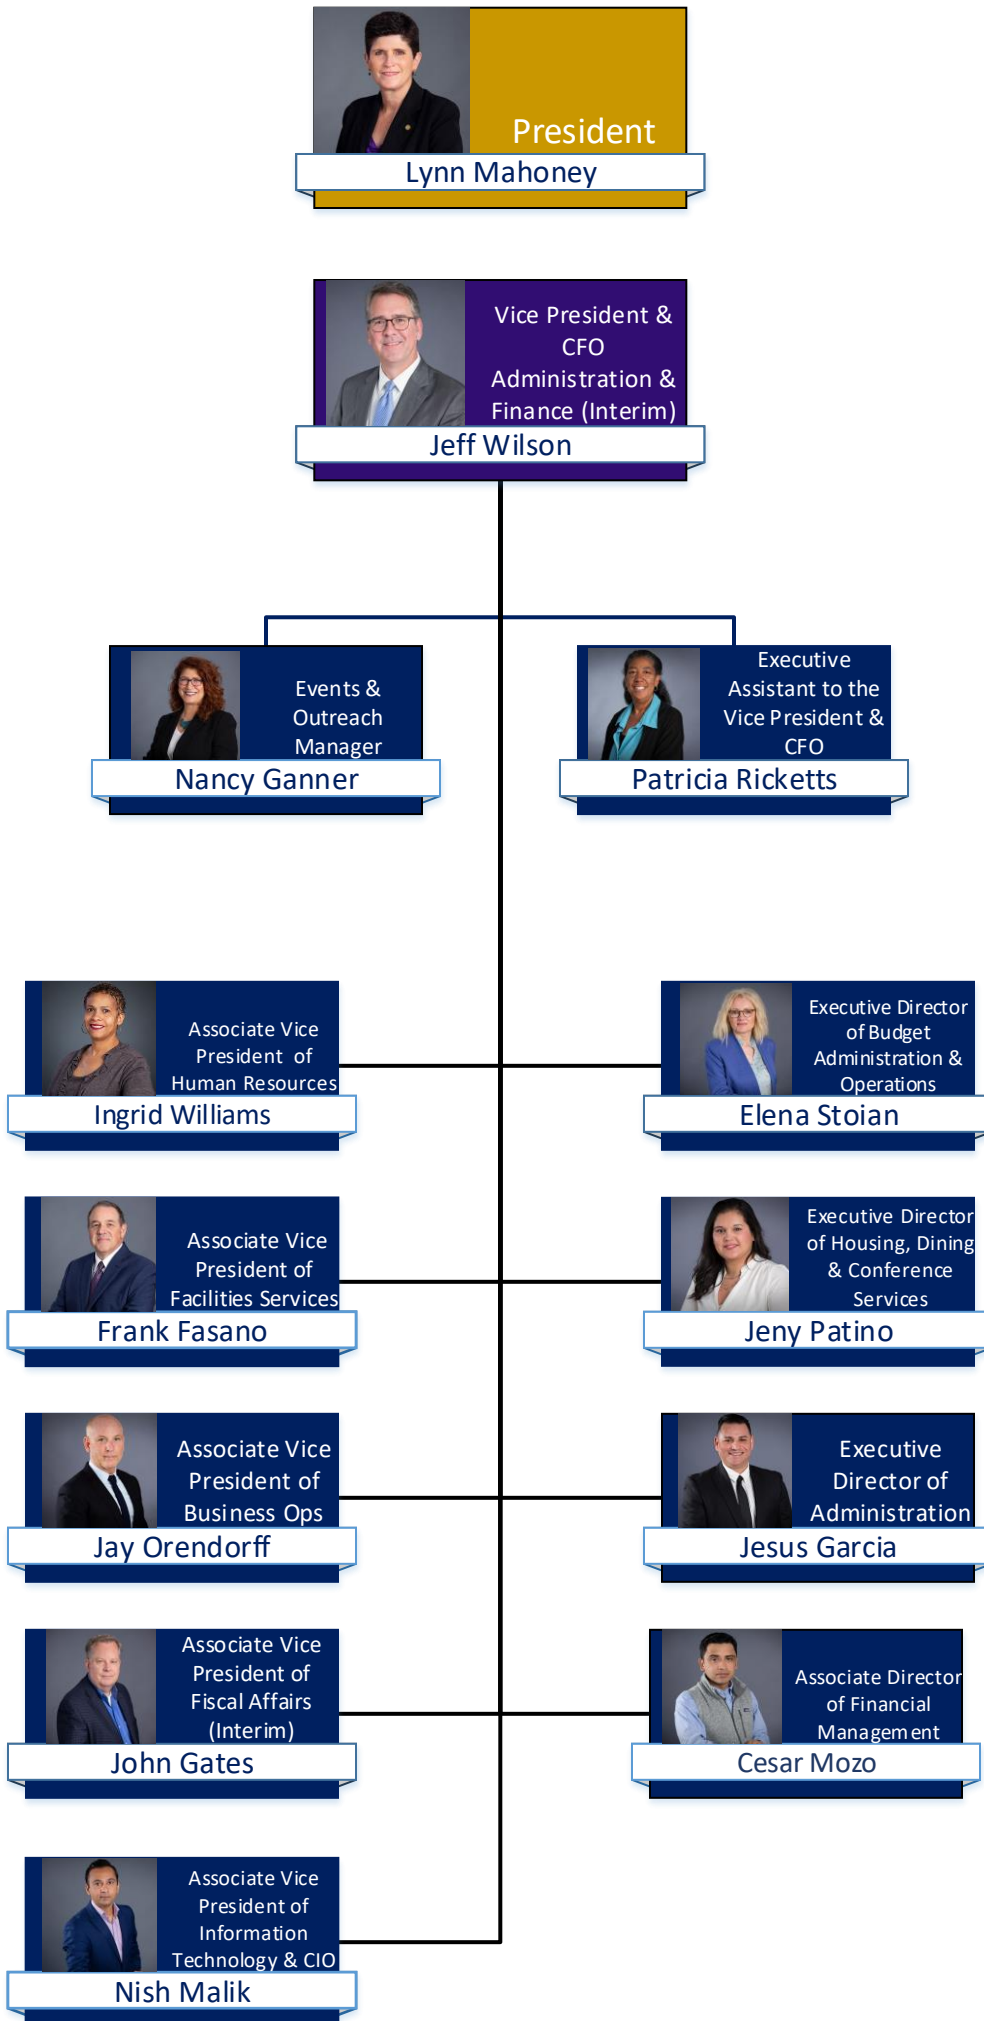 President
Lynn Mahoney
Vice President &
CFO
Administration &
Finance (Interim)
Jeff Wilson
Events &
Outreach
Manager
Nancy Ganner
Executive
Assistant to the
Vice President &
CFO
Patricia Ricketts
Associate Vice
President of
Human Resources
Ingrid Williams
Executive Director
of Budget
Administration &
Operations
Elena Stoian
Associate Vice
President of
Facilities Services
Frank Fasano
Executive Director
of Housing, Dining
& Conference
Services
Jeny Patino
Associate Vice
President of
Business Ops
Jay Orendorff
Executive
Director of
Administration
Jesus Garcia
Associate Vice
President of
Fiscal Affairs
(Interim)
John Gates
Associate Director
of Financial
Management
Cesar Mozo
Associate Vice
President of
Information
Technology & CIO
Nish Malik